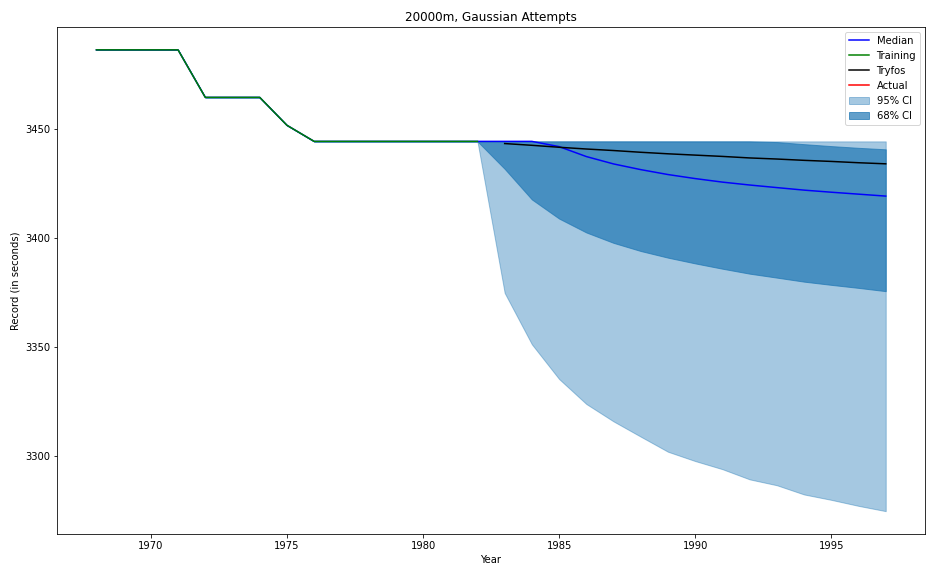 20000m, Gaussian Attempts
Median
Training
Tryfos
Actual
95% CI
68% CI
Record (in seconds)
3450
3400
3350
3300
1970 1975 1980 1985 1990 1995
Year